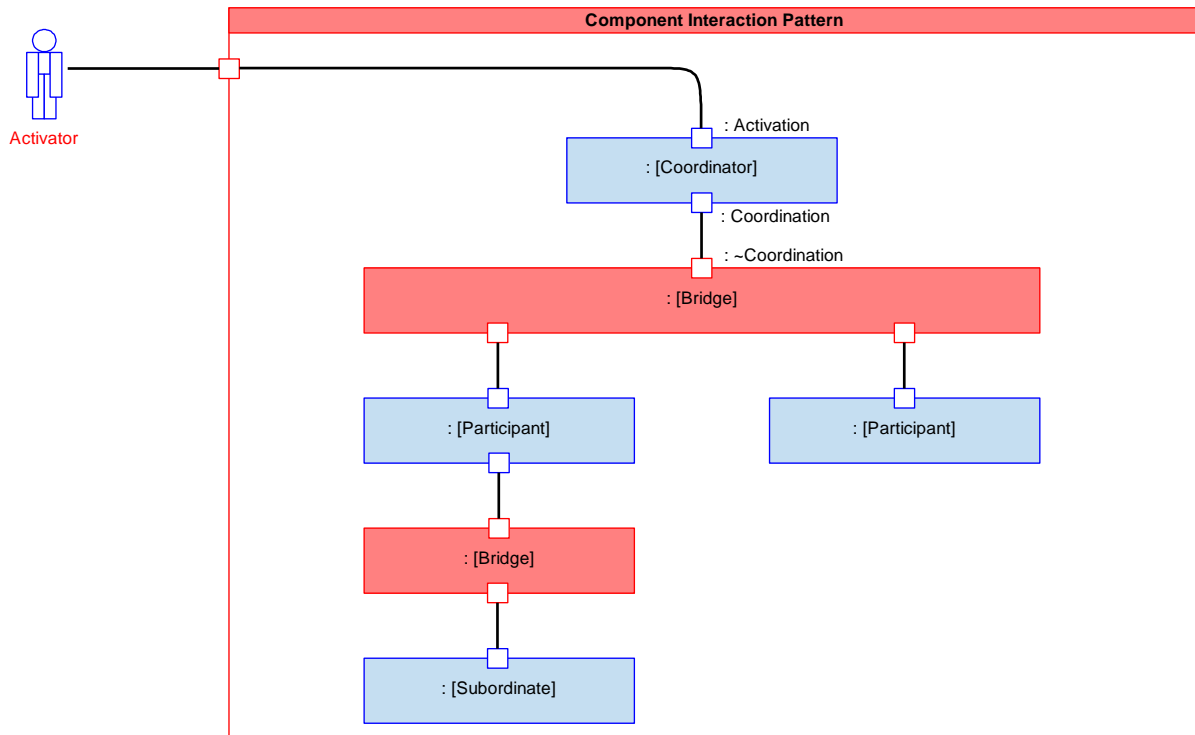 Component Interaction Pattern
Activator
: Activation
: [Coordinator]
: Coordination
: ~Coordination
: [Bridge]
: [Participant]
: [Participant]
: [Bridge]
: [Subordinate]